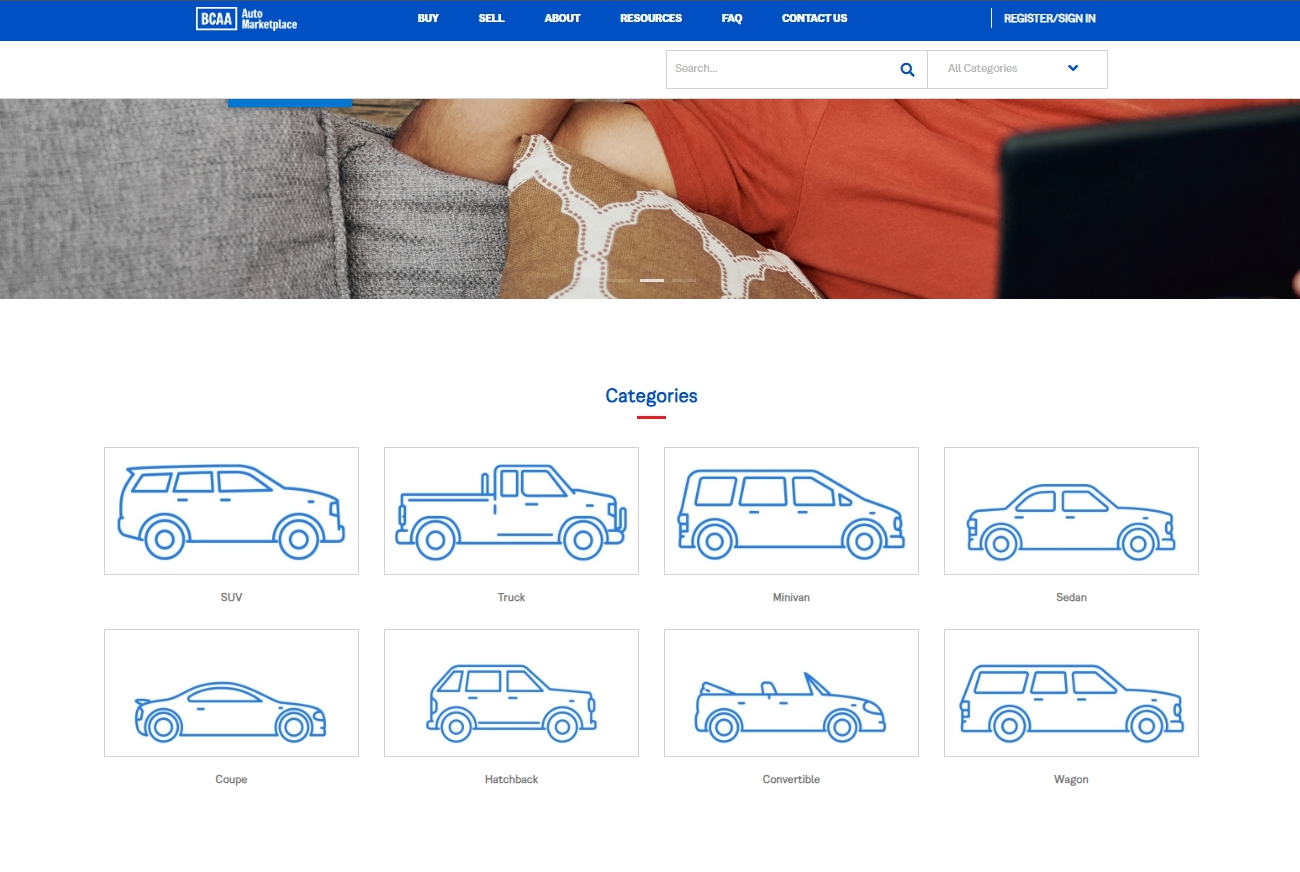 BCAA Auto Marketplace
BUY SELL ABOUT RESOURCES FAQ CONTACT US REGISTER/SIGN IN
Search... All Categories
Categories
SUV Truck Minivan Sedan
Coupe Hatchback Convertible Wagon